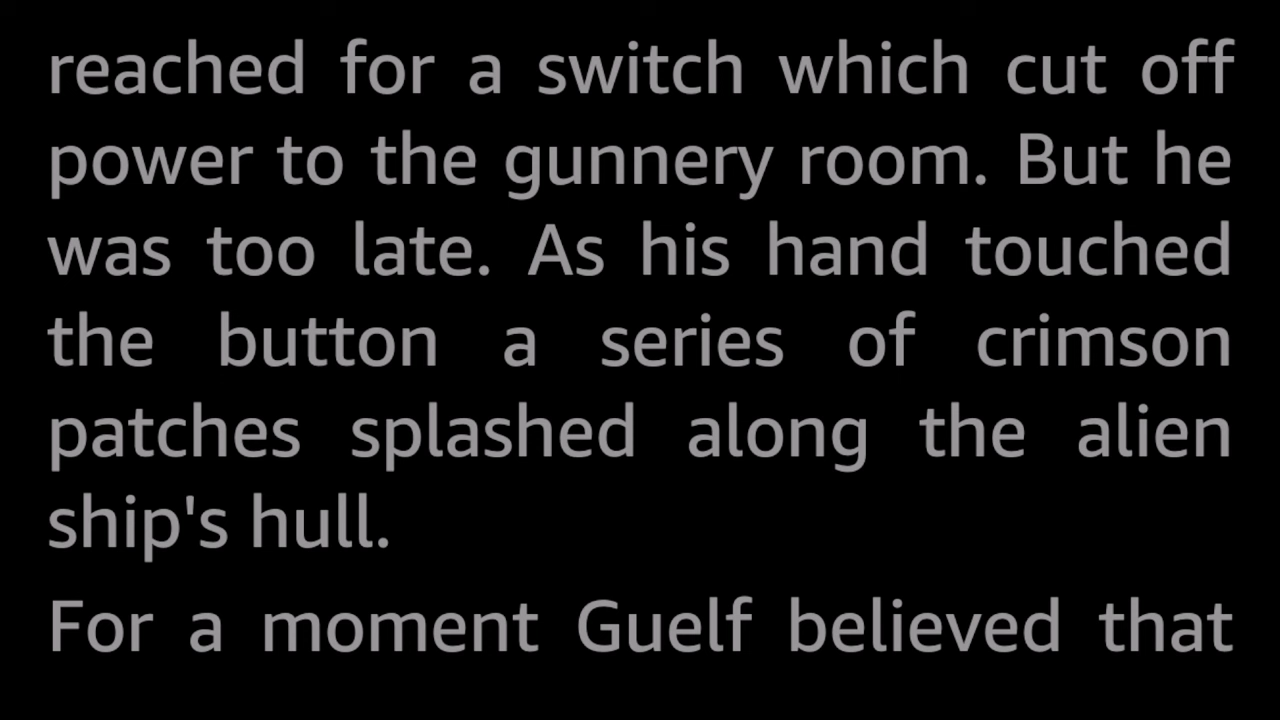 reached for a switch which cut off
power to the gunnery room. But he
was too late. As his hand touched
the button a series of crimson
patches splashed along the alien
ship's hull.
For a moment Guelf believed that